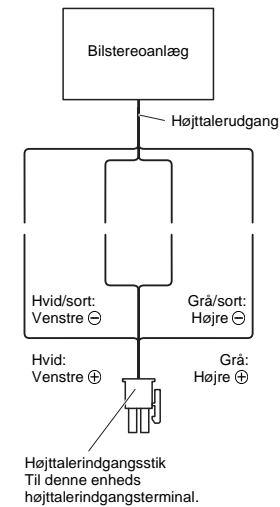 Bilstereoanlæg
Højttalerudgang
Hvid/sort:
Venstre ⊖
Grå/sort:
Højre ⊖
Hvid:
Venstre ⊕
Grå:
Højre ⊕
Højttalerindgangsstik
Til denne enheds
højttalerindgangsterminal.